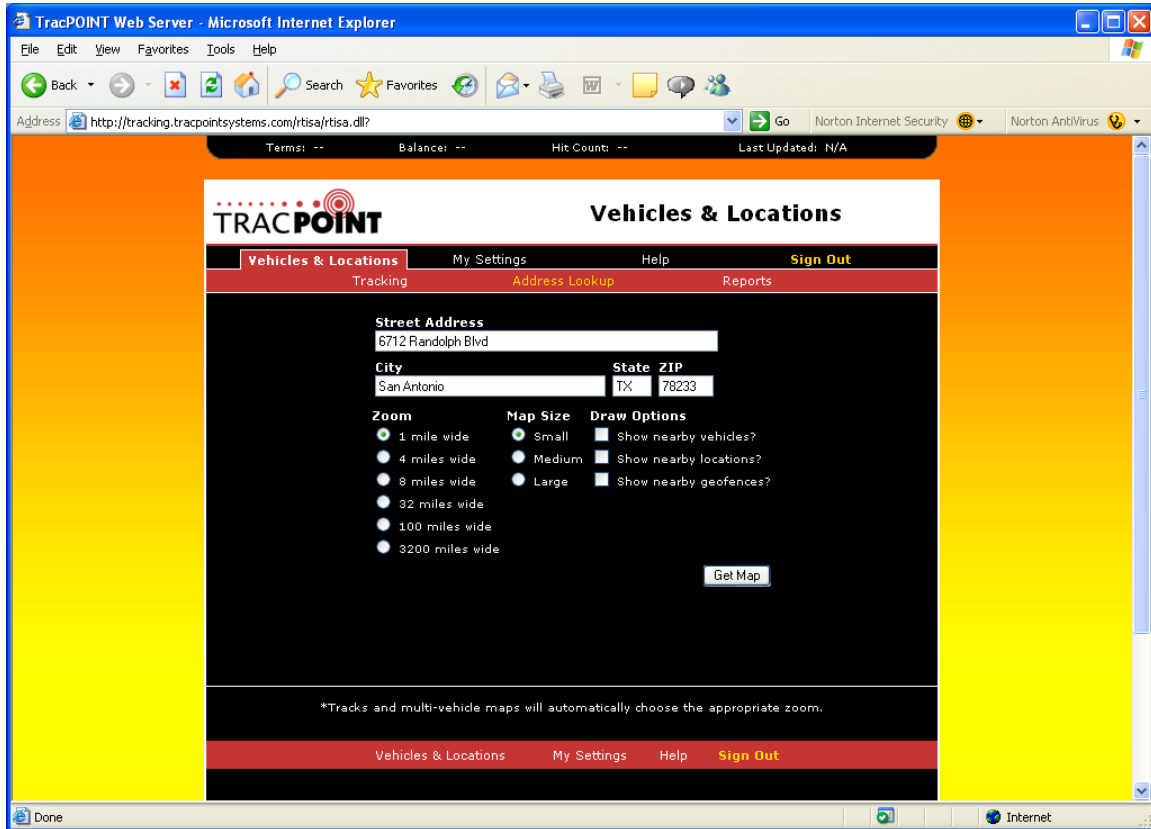 TracPOINT Web Server - Microsoft Internet Explorer
File Edit View Favorites Tools Help
Back Search Favorites
Address http://tracking.tracpointsystems.com/rtisa/rtisa.dll? Go Norton Internet Security Norton AntiVirus
Terms: -- Balance: -- Hit Count: -- Last Updated: N/A
TRACPOINT Vehicles & Locations
Vehicles & Locations My Settings Help Sign Out
Tracking Address Lookup Reports
Street Address
6712 Randolph Blvd
City State ZIP
San Antonio TX 78233
Zoom Map Size Draw Options
1 mile wide Small Show nearby vehicles?
4 miles wide Medium Show nearby locations?
8 miles wide Large Show nearby geofences?
32 miles wide
100 miles wide
3200 miles wide
Get Map
*Tracks and multi-vehicle maps will automatically choose the appropriate zoom.
Vehicles & Locations My Settings Help Sign Out
Done Internet